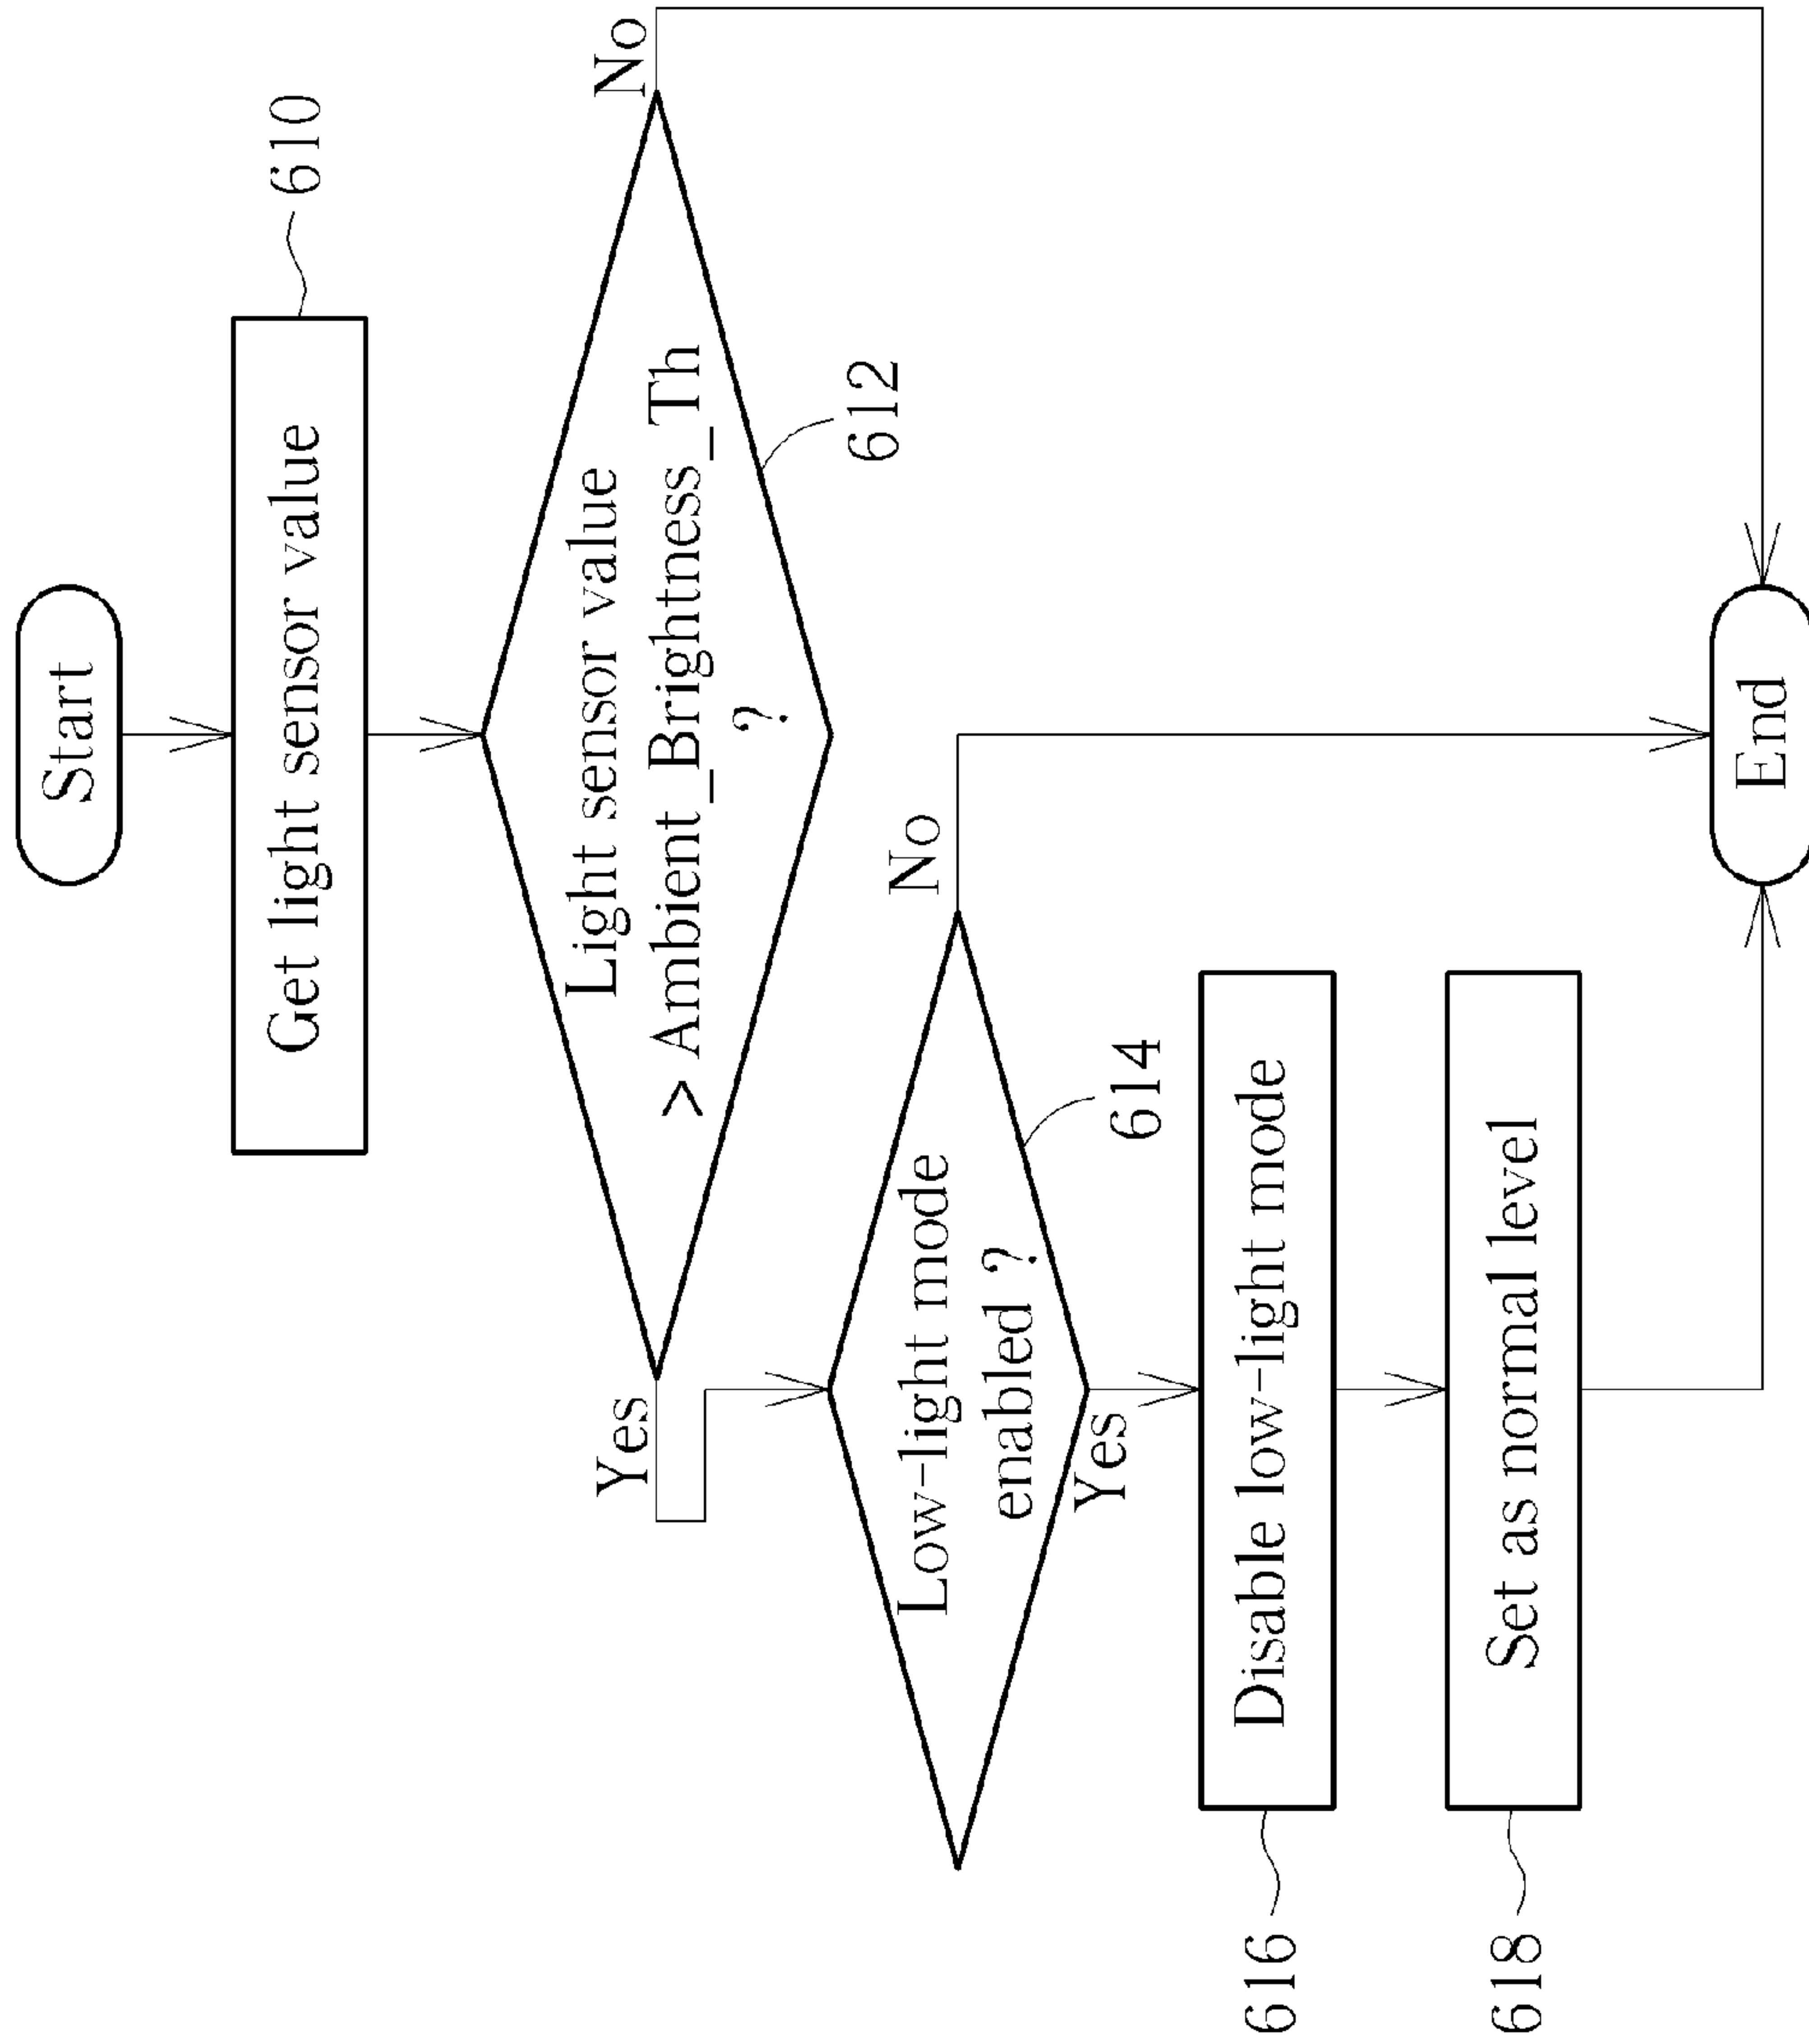 Start
Get light sensor value
610
Light sensor value
> Ambient_Brightness_Th
?
612
Yes
No
Low-light mode
enabled ?
614
No
Yes
Disable low-light mode
616
Set as normal level
618
End